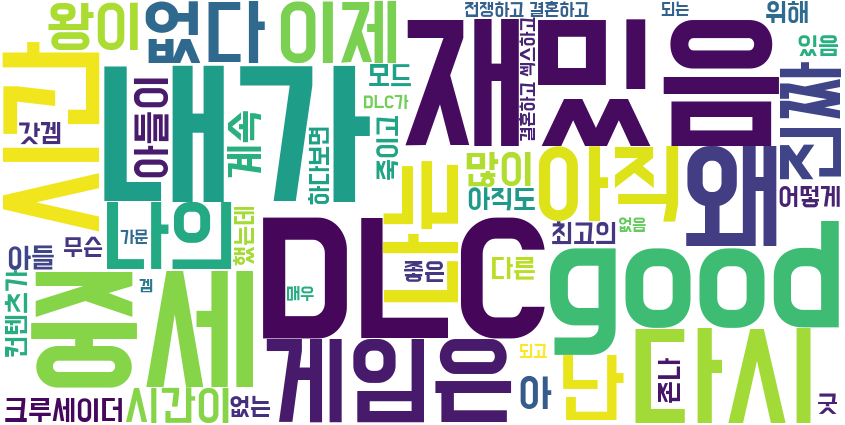 왕이
없다
이제
재밌음
전쟁하고 결혼하고
되는
위해
있음
시간
내가
모드
DLC가
결혼하고 섹스하고
진짜
갓겜
아들이
계속
하다보면
죽이고
근데
많이
아직
왜
아직도
어떻게
나의
했는데
아들
무슨
가문
DLC
좋은
다른
최고의
없음
good
컨텐츠가
중세
겜
매우
게임은
되고
난
다시
존나
크루세이더
시간이
없는
아
굿